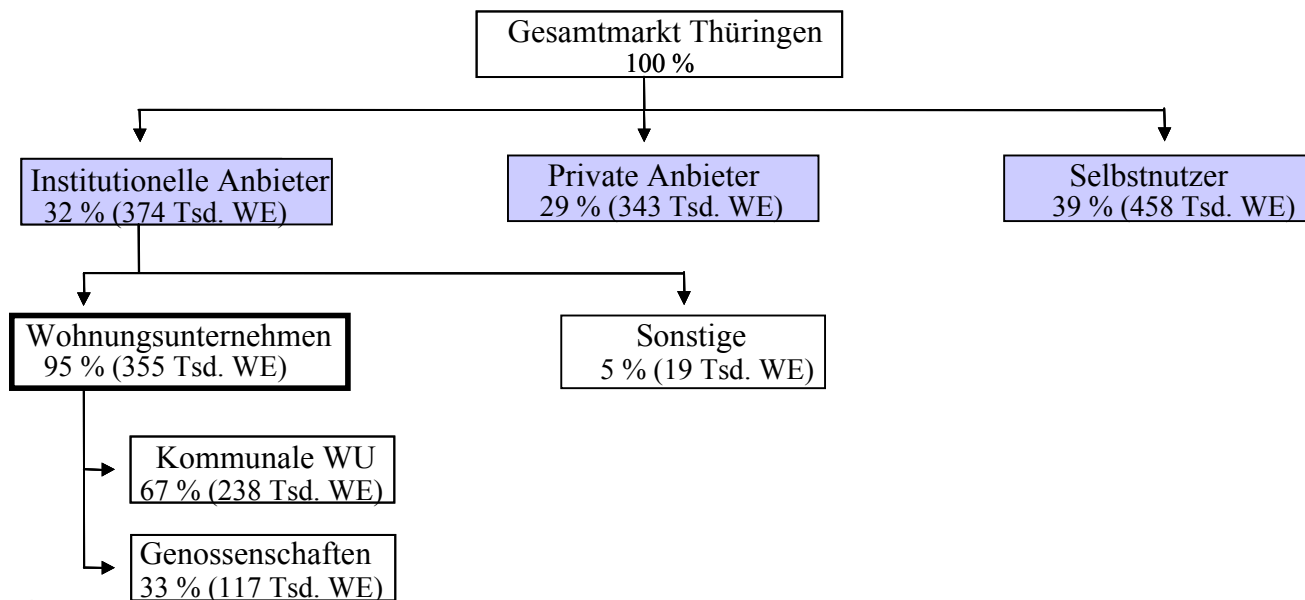 Gesamtmarkt Thüringen
100 %
Institutionelle Anbieter
32 % (374 Tsd. WE)
Private Anbieter
29 % (343 Tsd. WE)
Selbstnutzer
39 % (458 Tsd. WE)
Wohnungsunternehmen
95 % (355 Tsd. WE)
Sonstige
5 % (19 Tsd. WE)
Kommunale WU
67 % (238 Tsd. WE)
Genossenschaften
33 % (117 Tsd. WE)